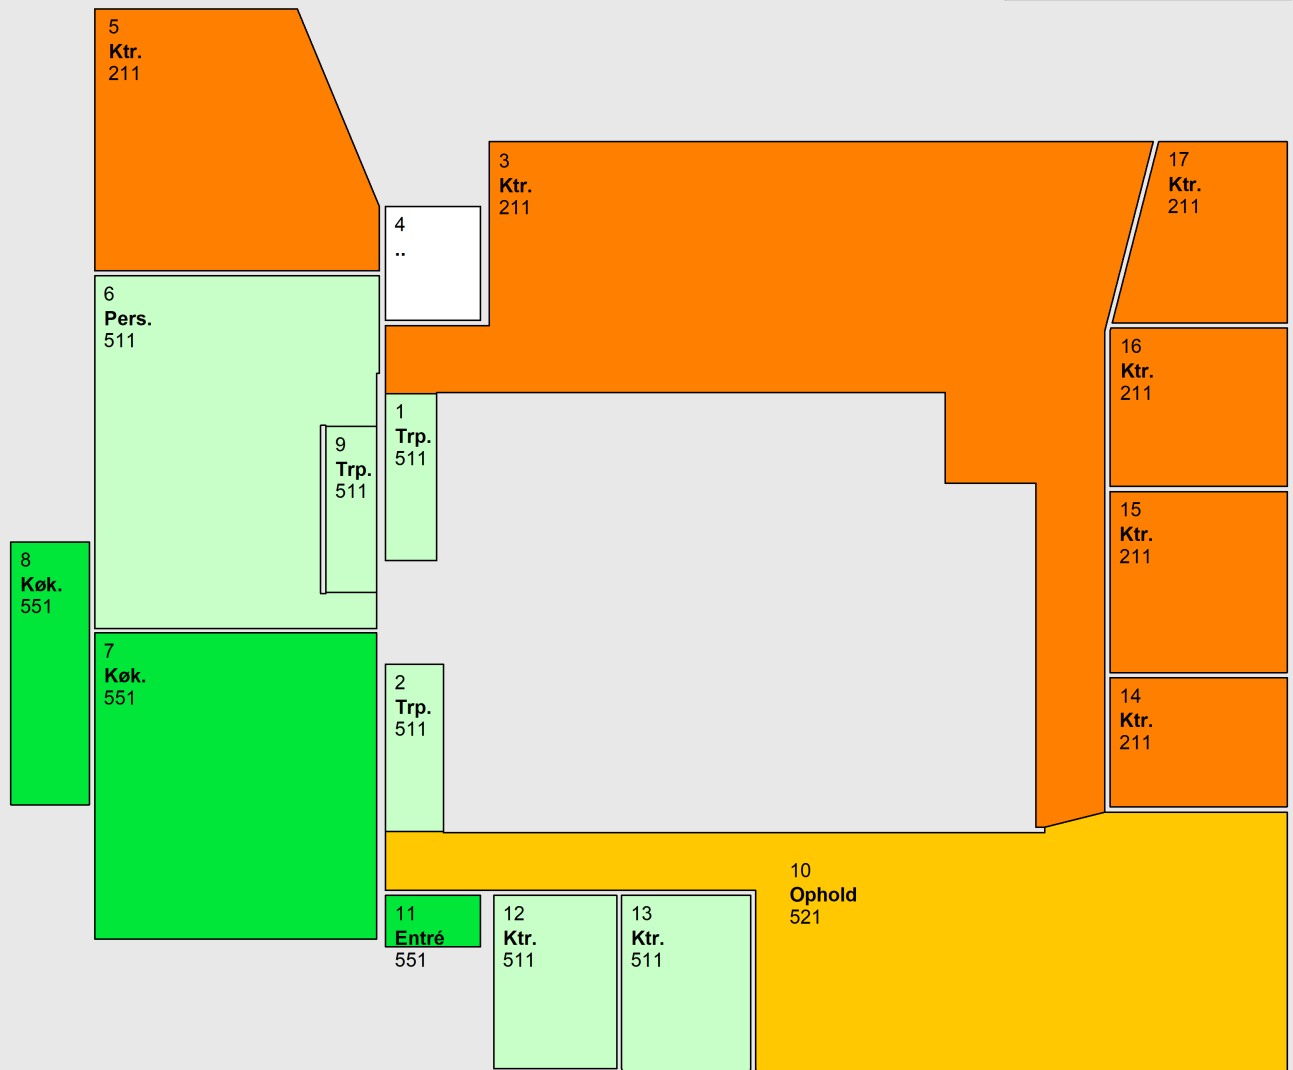 5
Ktr.
211
3
Ktr.
211
17
Ktr.
211
4
..
6
Pers.
511
16
Ktr.
211
1
Trp.
511
9
Trp.
511
15
Ktr.
211
8
Køk.
551
7
Køk.
551
2
Trp.
511
14
Ktr.
211
10
Ophold
521
11
Entré
551
12
Ktr.
511
13
Ktr.
511